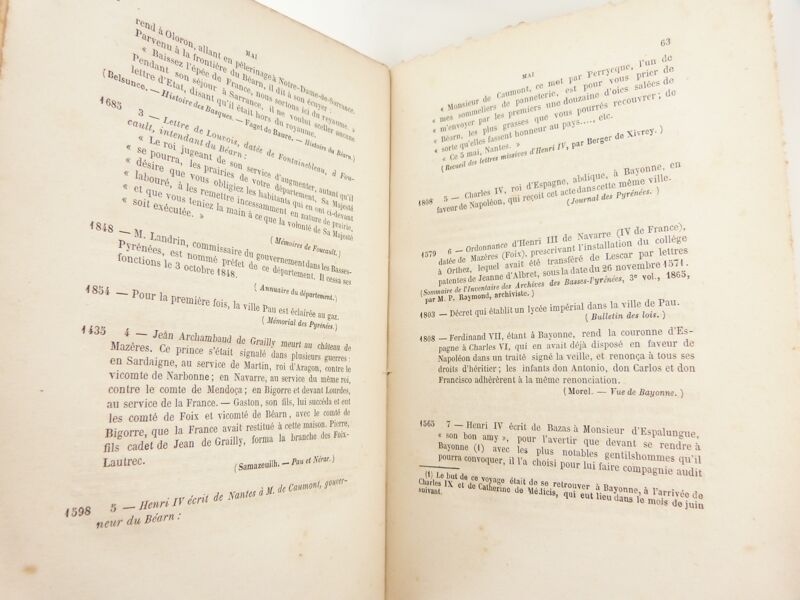 MAI
rend à Oloron, allant en pèlerinage à Notre-Dame-de-Sarrance.
Parvenu à la frontière du Béarn, il dit à son écuyer :
« Baissez l'épée de France, nous sortons ici du royaume. »
Pendant son séjour à Sarrance, il ne voulut sceller aucune
lettre d'Etat, disant qu'il était hors du royaume.
(Belsunce. — Histoire des Basques. — Faget de Baure. — Histoire du Béarn.)
1685 3 — Lettre de Louvois, datée de Fontainebleau, à Fou-
cault, intendant du Béarn :
« Le roi jugeant de son service d'augmenter, autant qu'il
« se pourra, les prairies de votre département, Sa Majesté
« désire que vous obligiez les habitants qui en ont ci-devant
« labouré, à les remettre incessamment en nature de prairie,
« et que vous teniez la main à ce que la volonté de Sa Majesté
« soit exécutée. »
(Mémoires de Foucault.)
1848 — M. Landrin, commissaire du gouvernement dans les Basses-
Pyrénées, est nommé préfet de ce département. Il cessa ses
fonctions le 3 octobre 1848.
(Annuaire du département.)
1854 — Pour la première fois, la ville Pau est éclairée au gaz.
(Mémorial des Pyrénées.)
1435 4 — Jean Archambaud de Grailly meurt au château de
Mazères. Ce prince s'était signalé dans plusieurs guerres :
en Sardaigne, au service de Martin, roi d'Aragon, contre le
vicomte de Narbonne ; en Navarre, au service du même roi,
contre le comte de Mendoça ; en Bigorre et devant Lourdes,
au service de la France. — Gaston, son fils, lui succéda et eut
les comté de Foix et vicomté de Béarn, avec le comté de
Bigorre, que la France avait restitué à cette maison. Pierre,
fils cadet de Jean de Grailly, forma la branche des Foix-
Lautrec.
(Samazeuilh. — Pau et Nérac.)
1598 5 — Henri IV écrit de Nantes à M. de Caumont, gouver-
neur du Béarn :
MAI
63
« Monsieur de Caumont, ce mot par Perrycque, l'un de
« mes sommeliers de panneterie, est pour vous prier de
« m'envoyer par les premiers une douzaine d'oies salées de
« Béarn, les plus grasses que vous pourrés recouvrer ; de
« sorte qu'elles fassent honneur au pays...., etc.
« Ce 5 mai, Nantes. »
(Recueil des lettres missives d'Henri IV, par Berger de Xivrey.)
1808 5 — Charles IV, roi d'Espagne, abdique, à Bayonne, en
faveur de Napoléon, qui reçoit cet acte dans cette même ville.
(Journal des Pyrénées.)
1579 6 — Ordonnance d'Henri III de Navarre (IV de France),
datée de Mazères (Foix), prescrivant l'installation du collége
à Orthez, lequel avait été transféré de Lescar par lettres
patentes de Jeanne d'Albret, sous la date du 26 novembre 1571.
(Sommaire de l'Inventaire des Archives des Basses-Pyrénées, 3e vol., 1865,
par M. P. Raymond, archiviste.)
1803 — Décret qui établit un lycée impérial dans la ville de Pau.
(Bulletin des lois.)
1808 — Ferdinand VII, étant à Bayonne, rend la couronne d'Es-
pagne à Charles VI, qui en avait déjà disposé en faveur de
Napoléon dans un traité signé la veille, et renonça à tous ses
droits d'héritier ; les infants don Antonio, don Carlos et don
Francisco adhérèrent à la même renonciation.
(Morel. — Vue de Bayonne.)
1565 7 — Henri IV écrit de Bazas à Monsieur d'Espalungue,
« son bon amy », pour l'avertir que devant se rendre à
Bayonne (1) avec les plus notables gentilshommes qu'il
pourra convoquer, il l'a choisi pour lui faire compagnie audit
(1) Le but de ce voyage était de se retrouver à Bayonne, à l'arrivée de
Charles IX et de Catherine de Médicis, qui eut lieu dans le mois de juin
suivant.